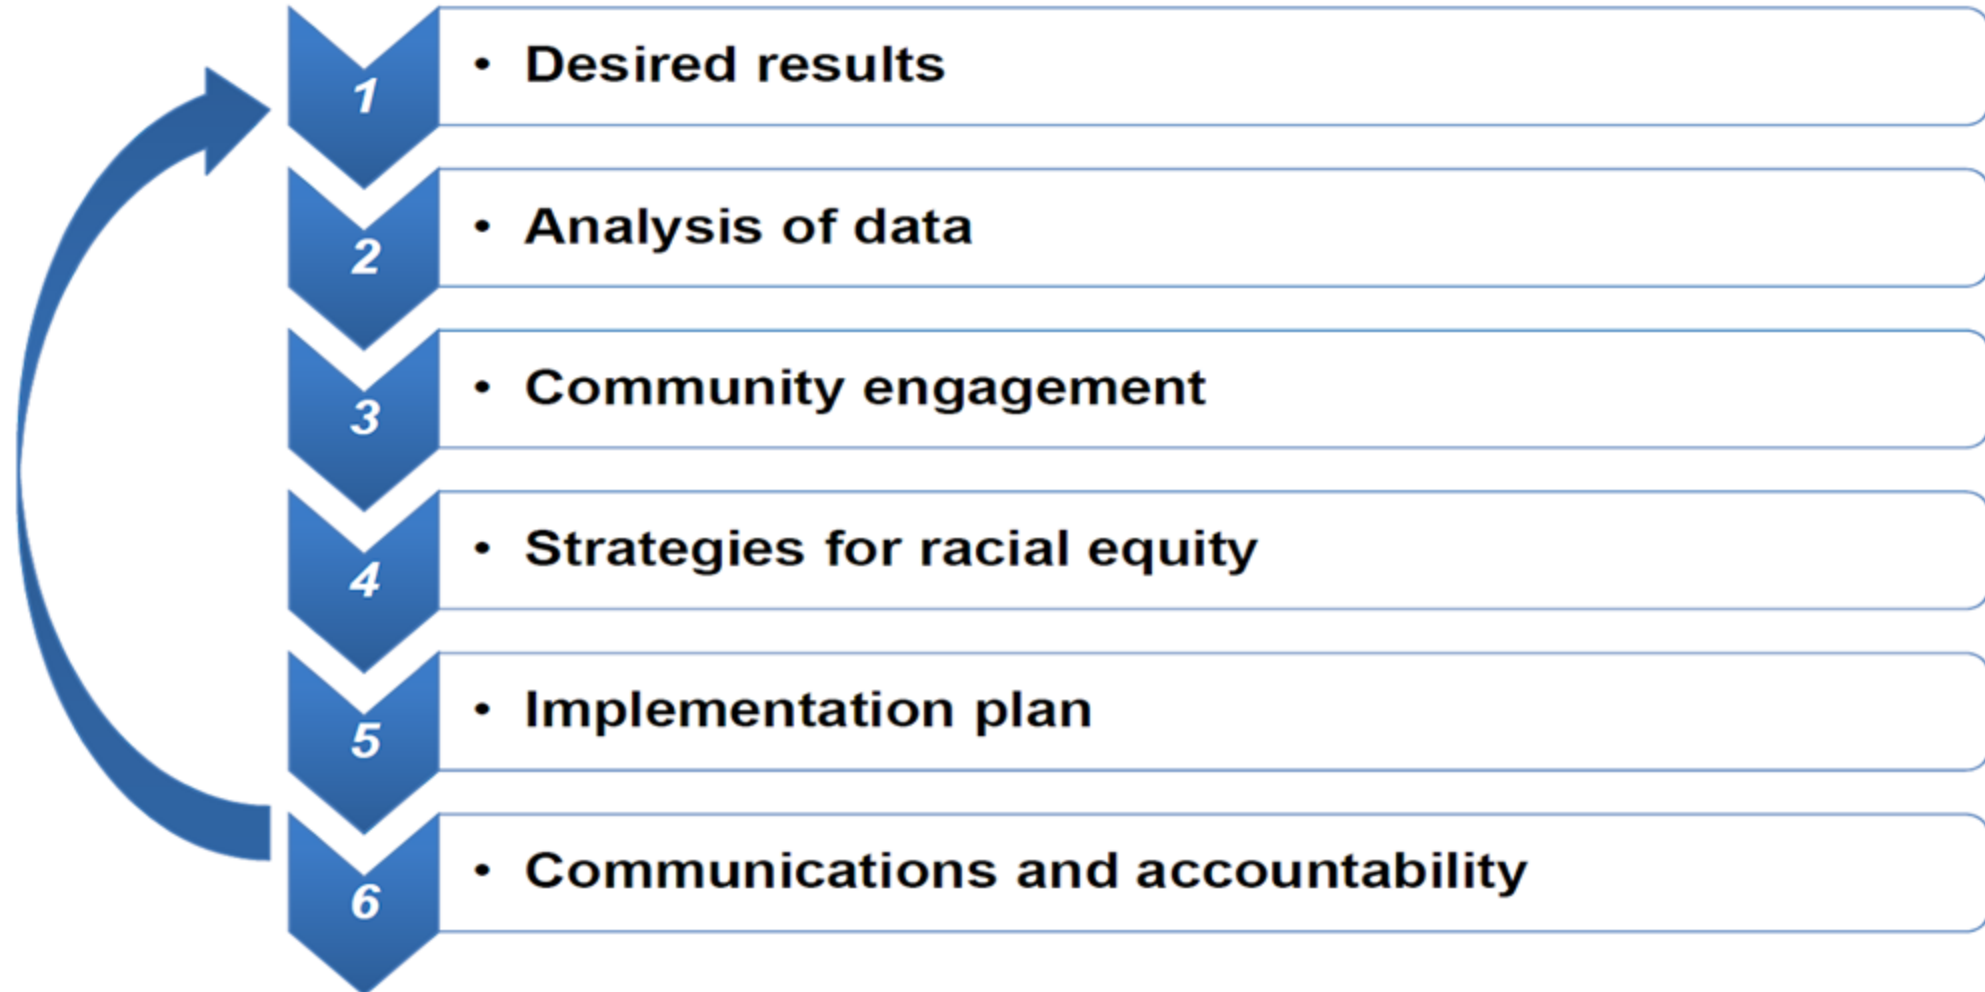 1
• Desired results
2
• Analysis of data
3
• Community engagement
4
• Strategies for racial equity
5
• Implementation plan
6
• Communications and accountability